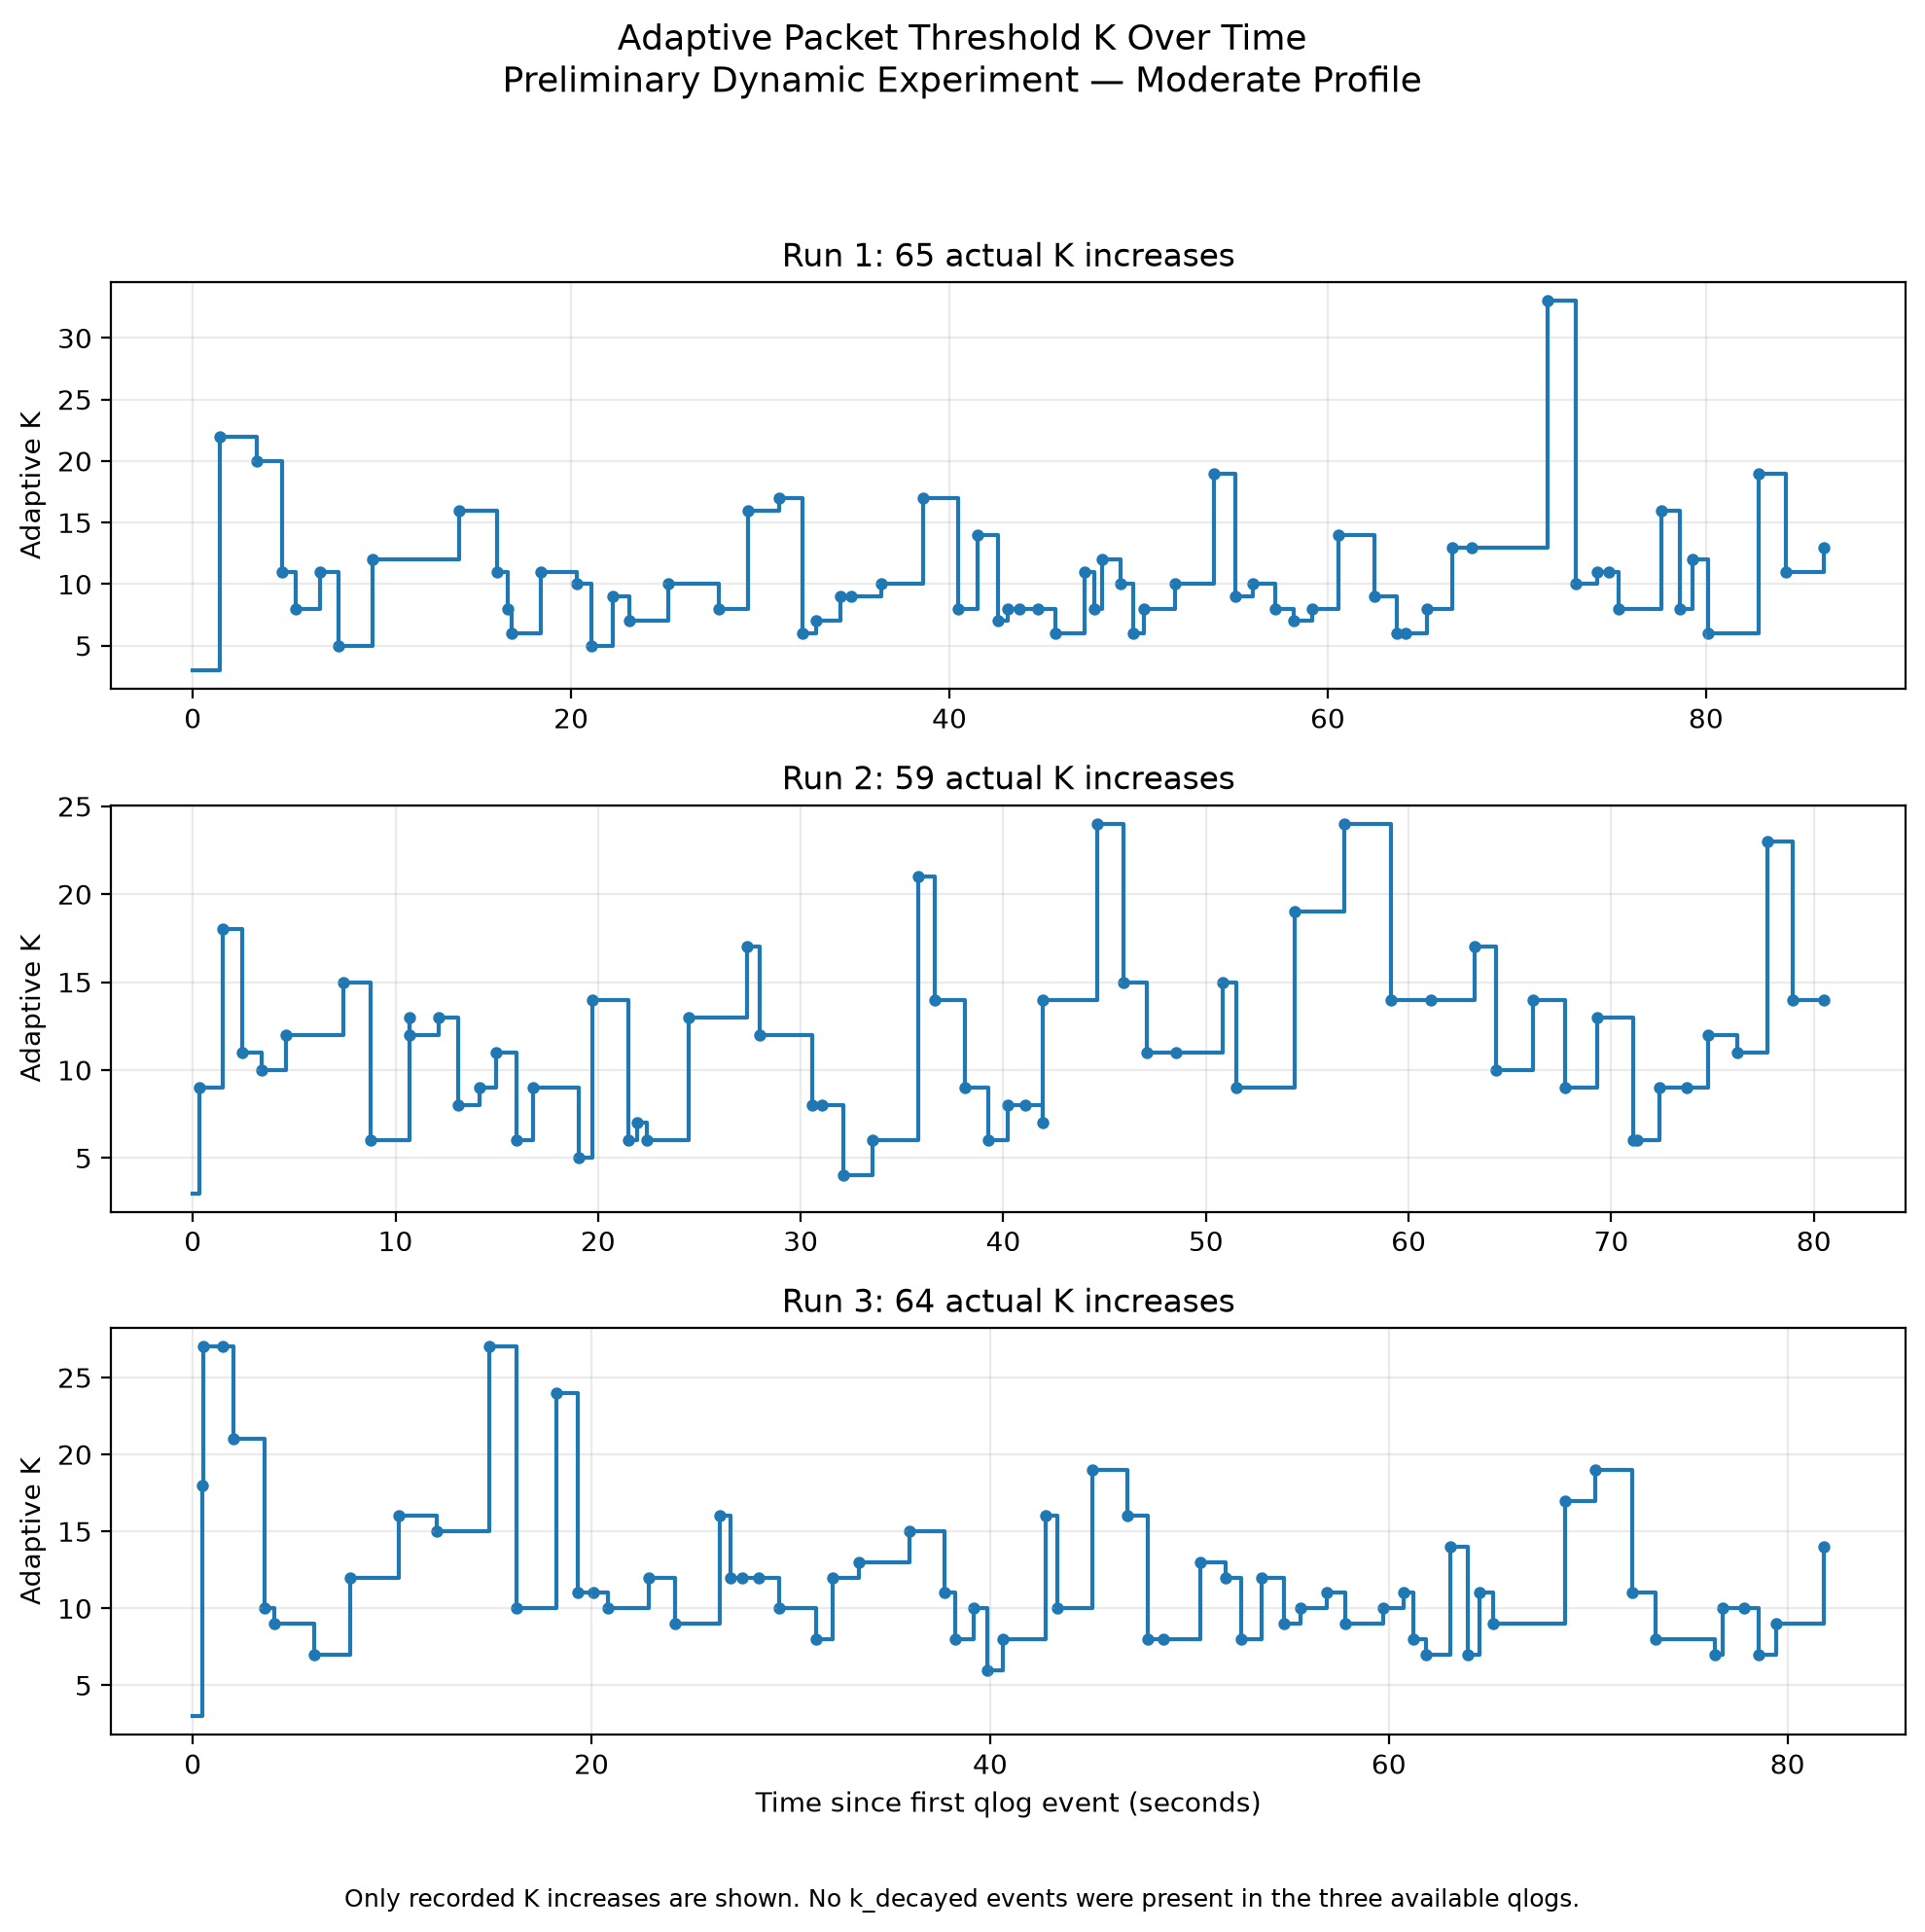 Adaptive Packet Threshold K Over Time
Preliminary Dynamic Experiment — Moderate Profile
Run 1: 65 actual K increases
Adaptive K
30
25
20
15
10
5
0 20 40 60 80
Run 2: 59 actual K increases
Adaptive K
25
20
15
10
5
0 10 20 30 40 50 60 70 80
Run 3: 64 actual K increases
Adaptive K
25
20
15
10
5
0 20 40 60 80
Time since first qlog event (seconds)
Only recorded K increases are shown. No k_decayed events were present in the three available qlogs.